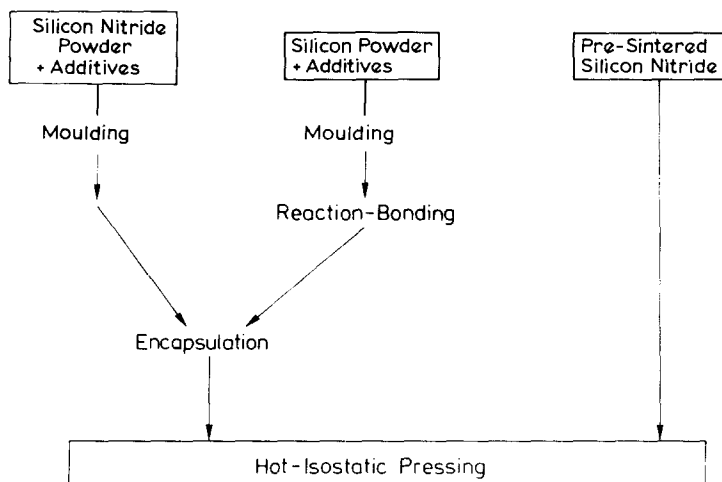 Silicon Nitride
Powder
+ Additives
Silicon Powder
+ Additives
Pre-Sintered
Silicon Nitride
Moulding
Moulding
Reaction-Bonding
Encapsulation
Hot-Isostatic Pressing